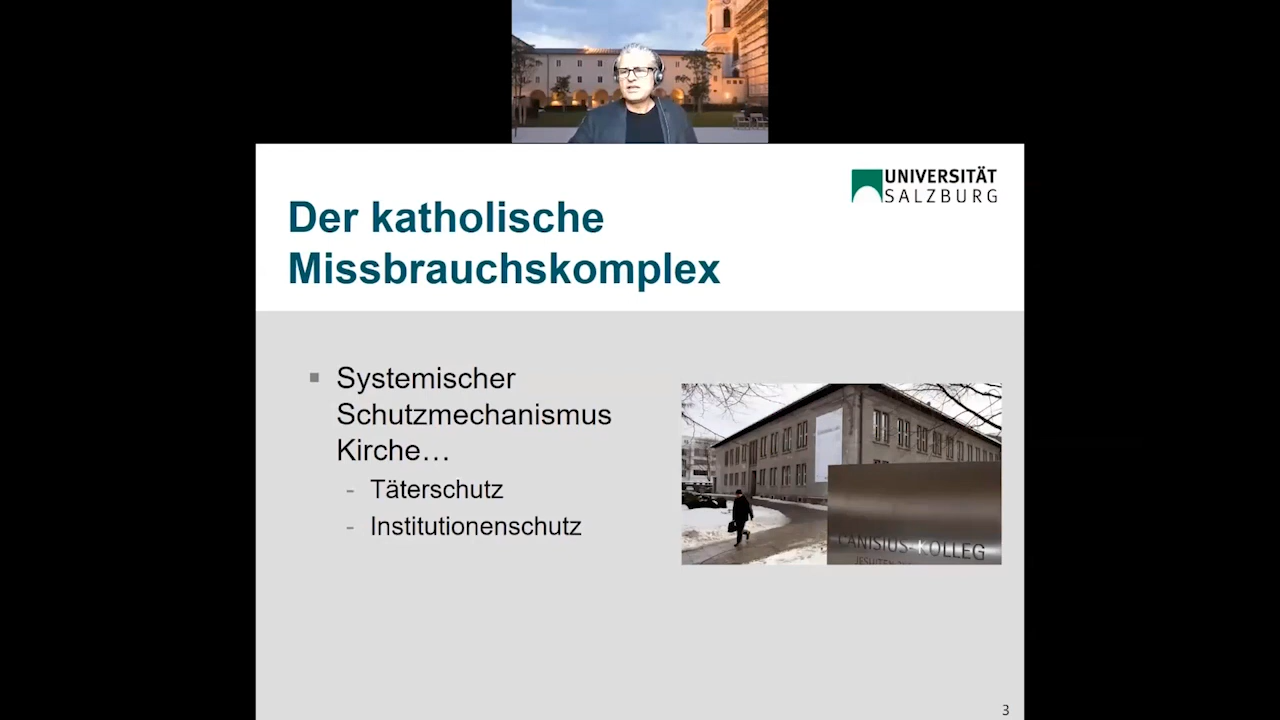 UNIVERSITÄT
SALZBURG
Der katholische
Missbrauchskomplex
▪ Systemischer
Schutzmechanismus
Kirche…
- Täterschutz
- Institutionenschutz
CANISIUS-KOLLEG
3